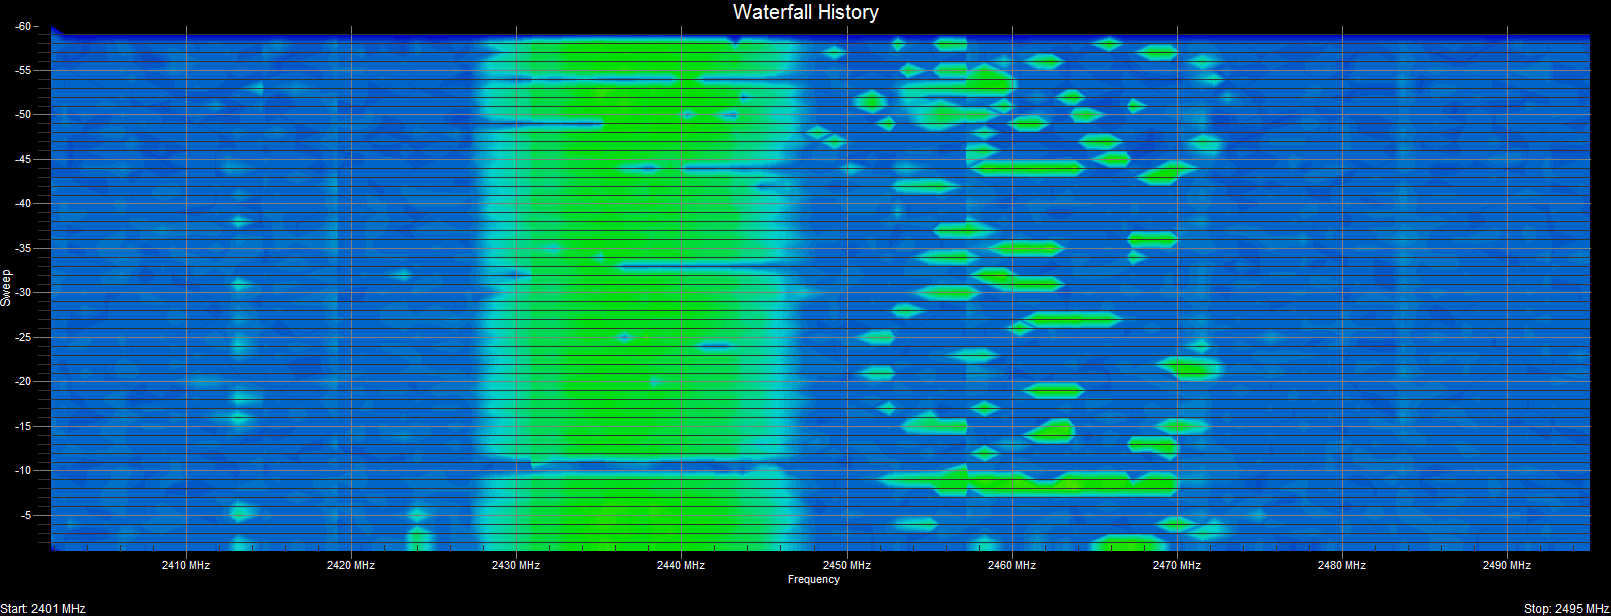 Waterfall History
-60
-55
-50
-45
-40
-35
-30
-25
-20
-15
-10
-5
Sweep
2410 MHz 2420 MHz 2430 MHz 2440 MHz 2450 MHz 2460 MHz 2470 MHz 2480 MHz 2490 MHz
Frequency
Start: 2401 MHz Stop: 2495 MHz